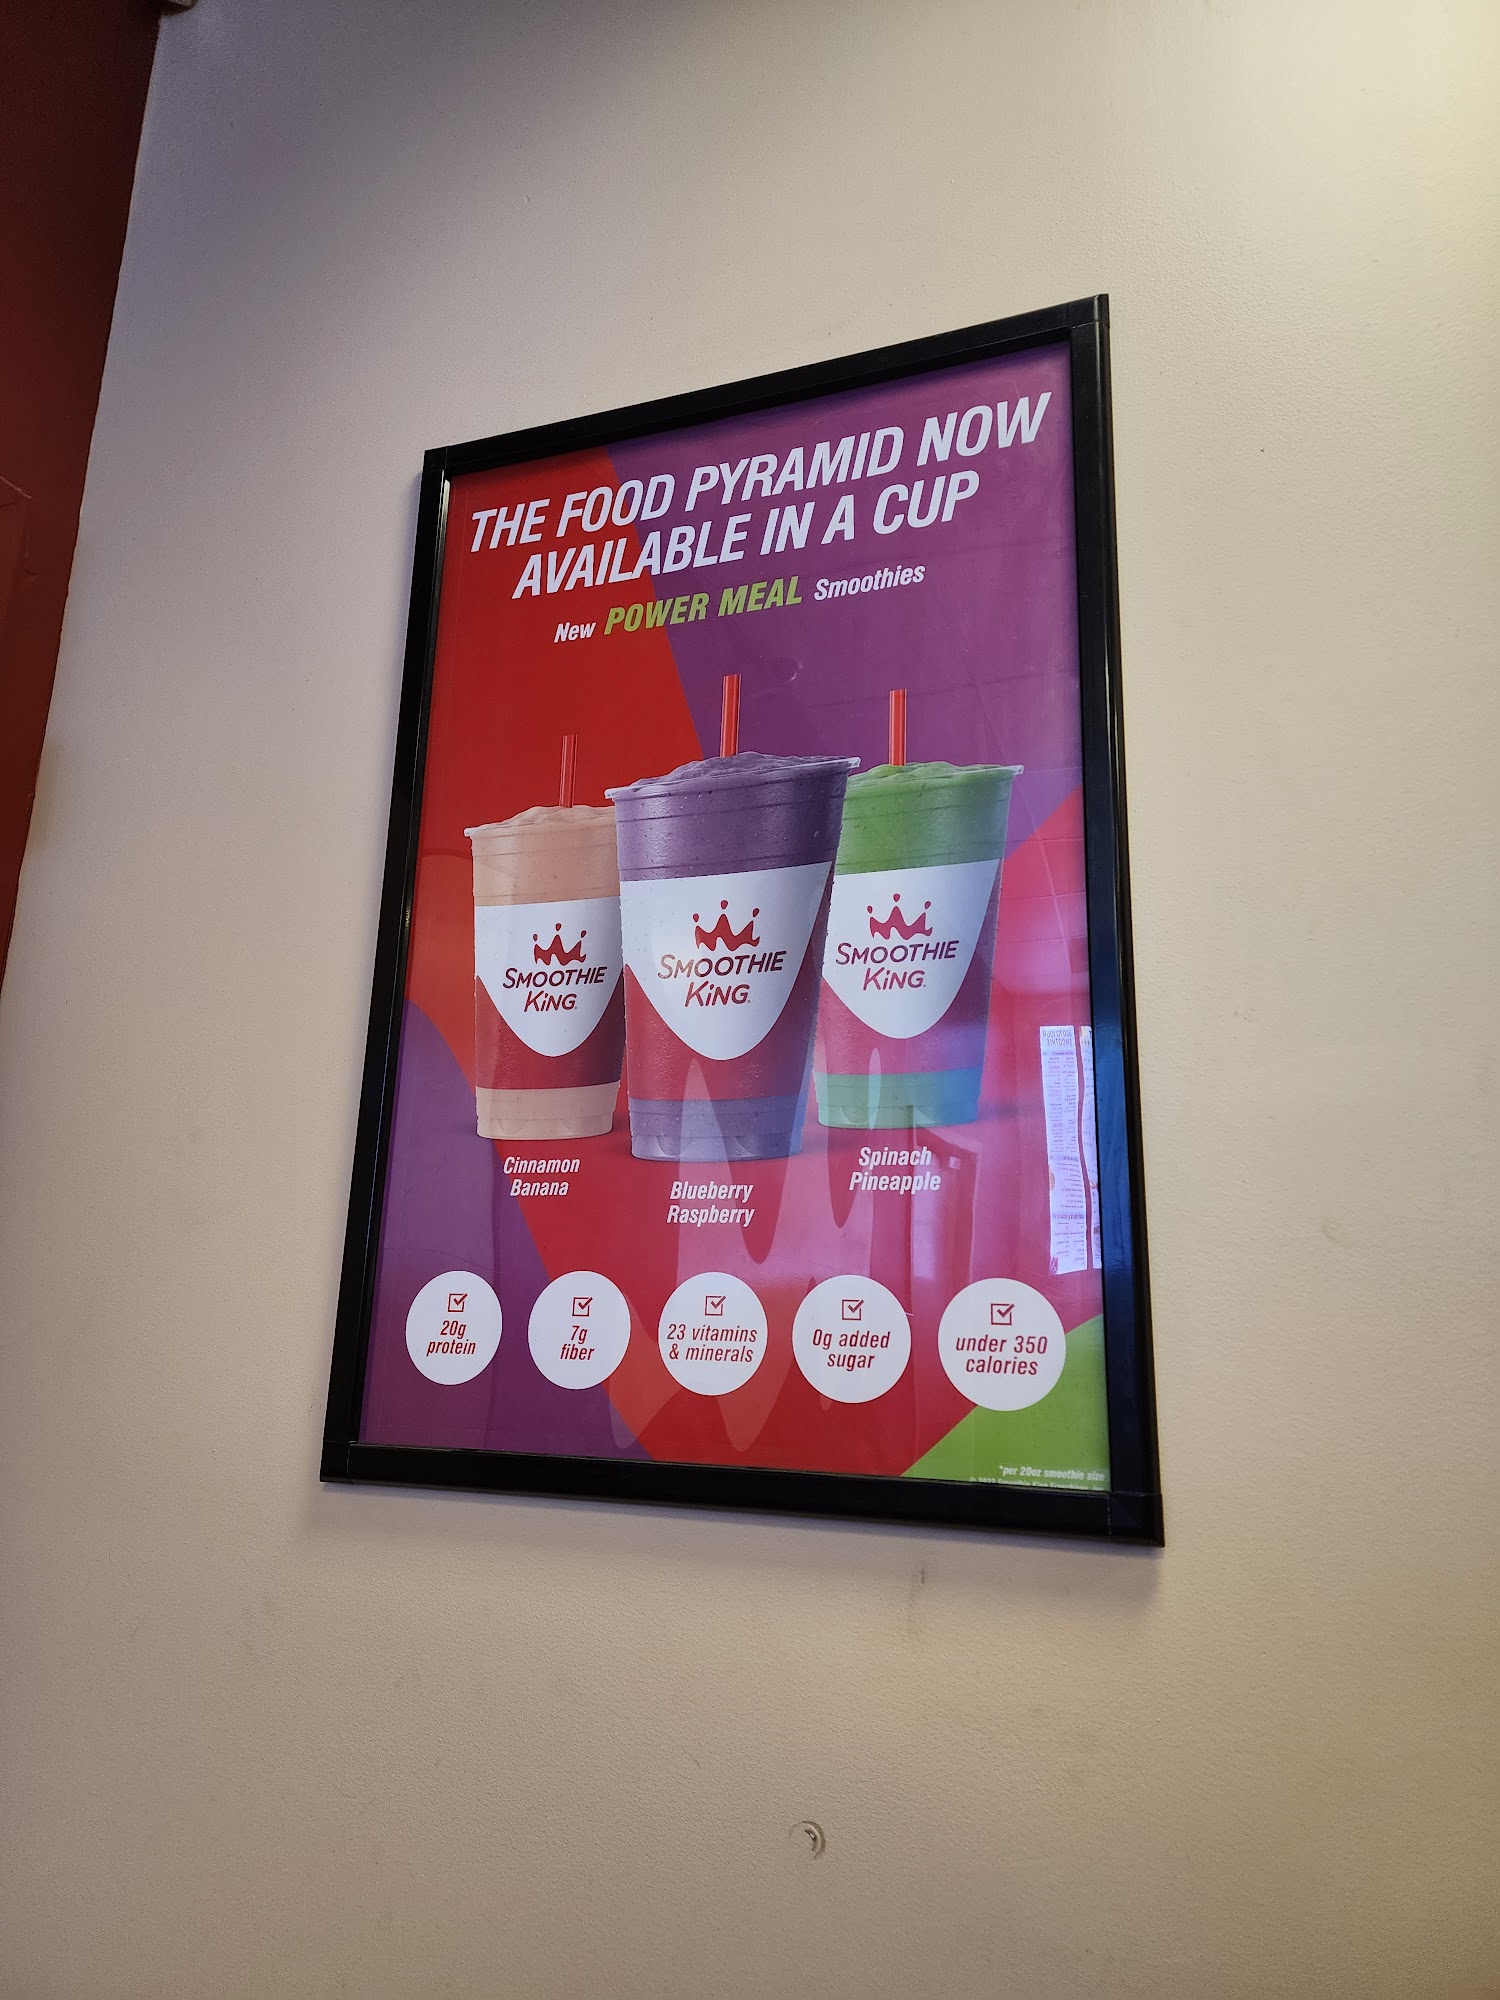 THE FOOD PYRAMID NOW
AVAILABLE IN A CUP
New POWER MEAL Smoothies
SMOOTHIE
KiNG
SMOOTHIE
KiNG
SMOOTHIE
KiNG
Cinnamon
Banana
Blueberry
Raspberry
Spinach
Pineapple
20g
protein
7g
fiber
23 vitamins
& minerals
0g added
sugar
under 350
calories
*per 20oz smoothie size